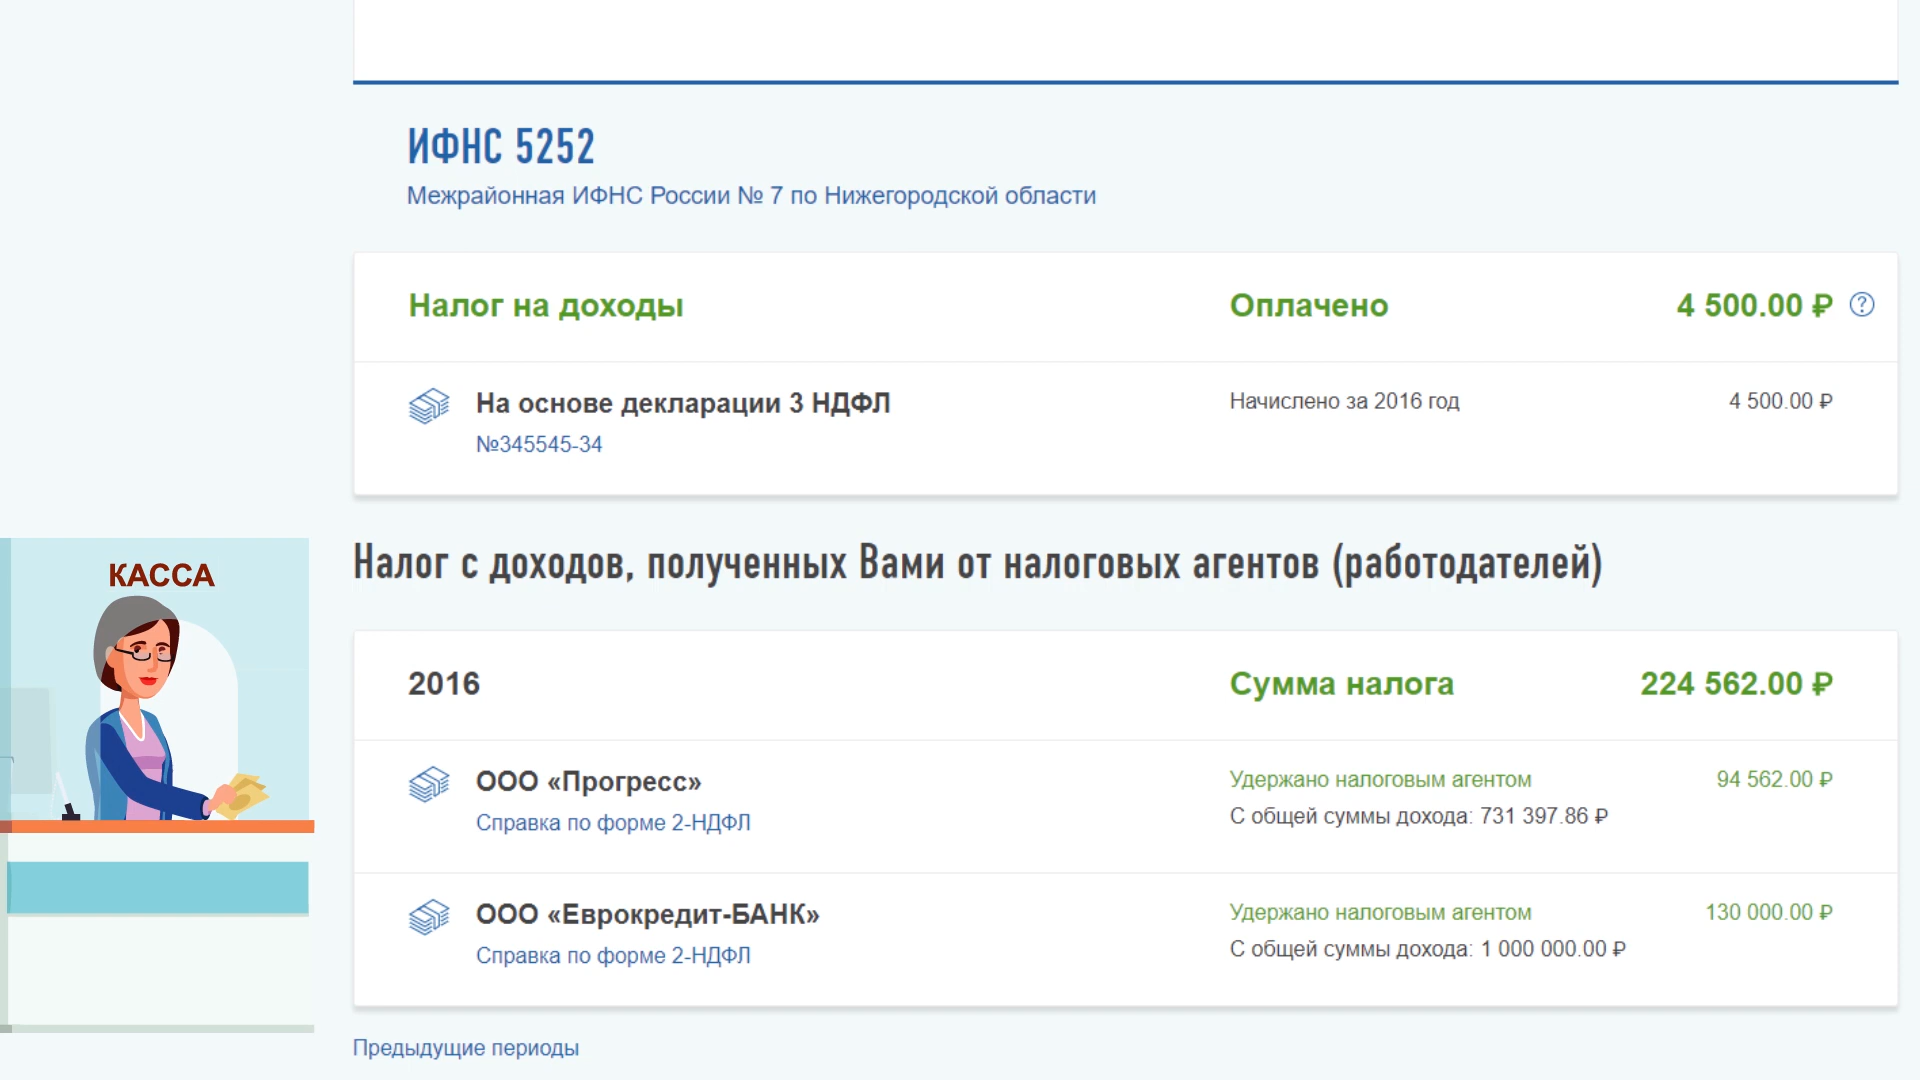 ИФНС 5252
Межрайонная ИФНС России № 7 по Нижегородской области
Налог на доходы Оплачено 4 500.00 ₽ ?
На основе декларации 3 НДФЛ Начислено за 2016 год 4 500.00 ₽
№345545-34
КАССА
Налог с доходов, полученных Вами от налоговых агентов (работодателей)
2016 Сумма налога 224 562.00 ₽
ООО «Прогресс» Удержано налоговым агентом 94 562.00 ₽
Справка по форме 2-НДФЛ С общей суммы дохода: 731 397.86 ₽
ООО «Еврокредит-БАНК» Удержано налоговым агентом 130 000.00 ₽
Справка по форме 2-НДФЛ С общей суммы дохода: 1 000 000.00 ₽
Предыдущие периоды